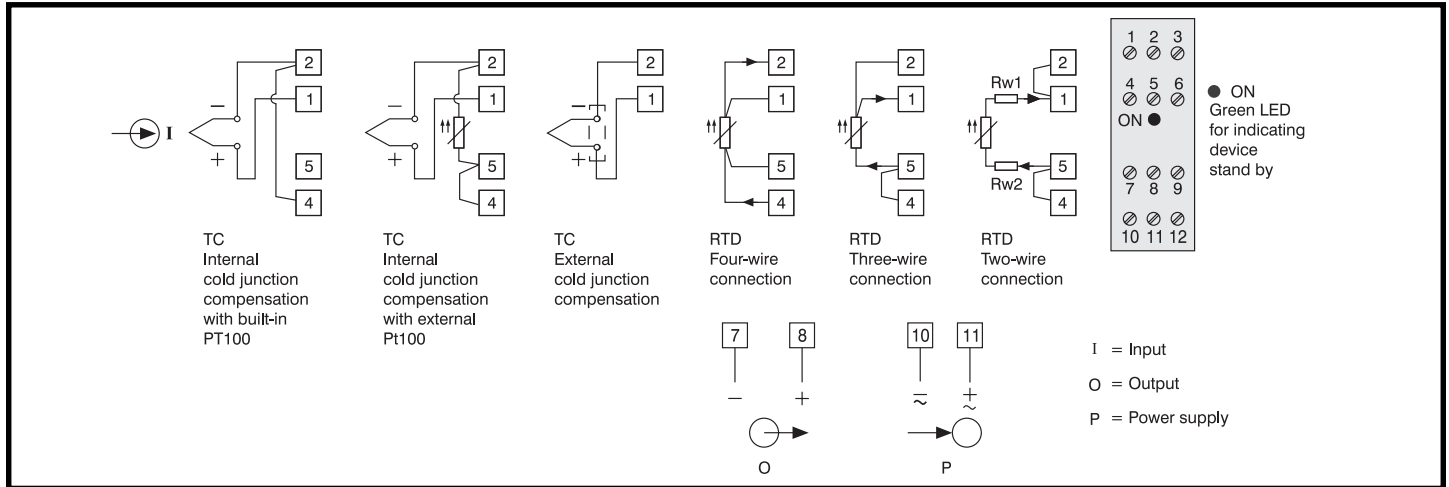 I
− + 2 1 5 4
TC
Internal
cold junction
compensation
with built-in
PT100
− + 2 1 5 4
TC
Internal
cold junction
compensation
with external
Pt100
− + 2 1
TC
External
cold junction
compensation
2 1 5 4
RTD
Four-wire
connection
2 1 5 4
RTD
Three-wire
connection
Rw1
Rw2
2 1 5 4
RTD
Two-wire
connection
1 2 3
4 5 6
ON
7 8 9
10 11 12
ON
Green LED
for indicating
device
stand by
7 8
− +
O
10 11
≂ + ~
P
I = Input
O = Output
P = Power supply